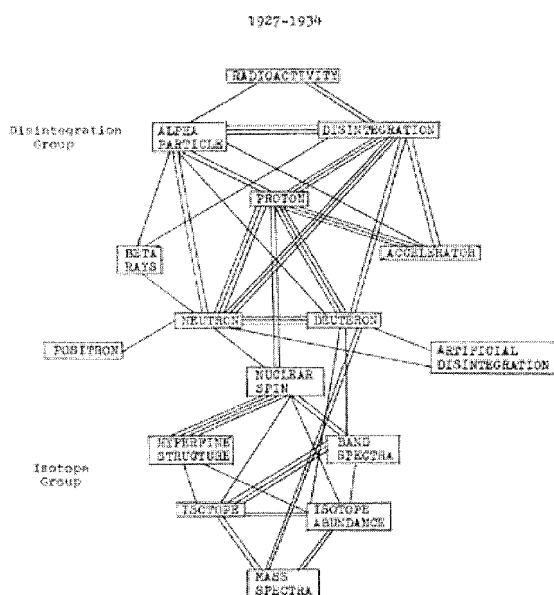 1927-1934
RADIOACTIVITY
Disintegration
Group
ALPHA
PARTICLE
DISINTEGRATION
PROTON
BETA
RAYS
ACCELERATOR
NEUTRON
DEUTERON
POSITRON
ARTIFICIAL
DISINTEGRATION
NUCLEAR
SPIN
HYPERFINE
STRUCTURE
BAND
SPECTRA
Isotope
Group
ISOTOPE
ISOTOPE
ABUNDANCE
MASS
SPECTRA